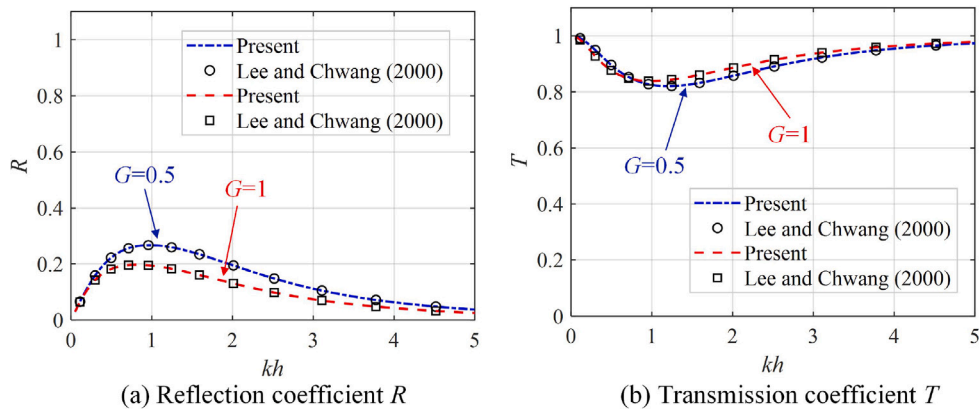 1
0.8
0.6
0.4
0.2
0
R
Present
Lee and Chwang (2000)
Present
Lee and Chwang (2000)
G=0.5
G=1
0 1 2 3 4 5
kh
(a) Reflection coefficient R
1
0.8
0.6
0.4
0.2
0
T
G=1
G=0.5
Present
Lee and Chwang (2000)
Present
Lee and Chwang (2000)
0 1 2 3 4 5
kh
(b) Transmission coefficient T